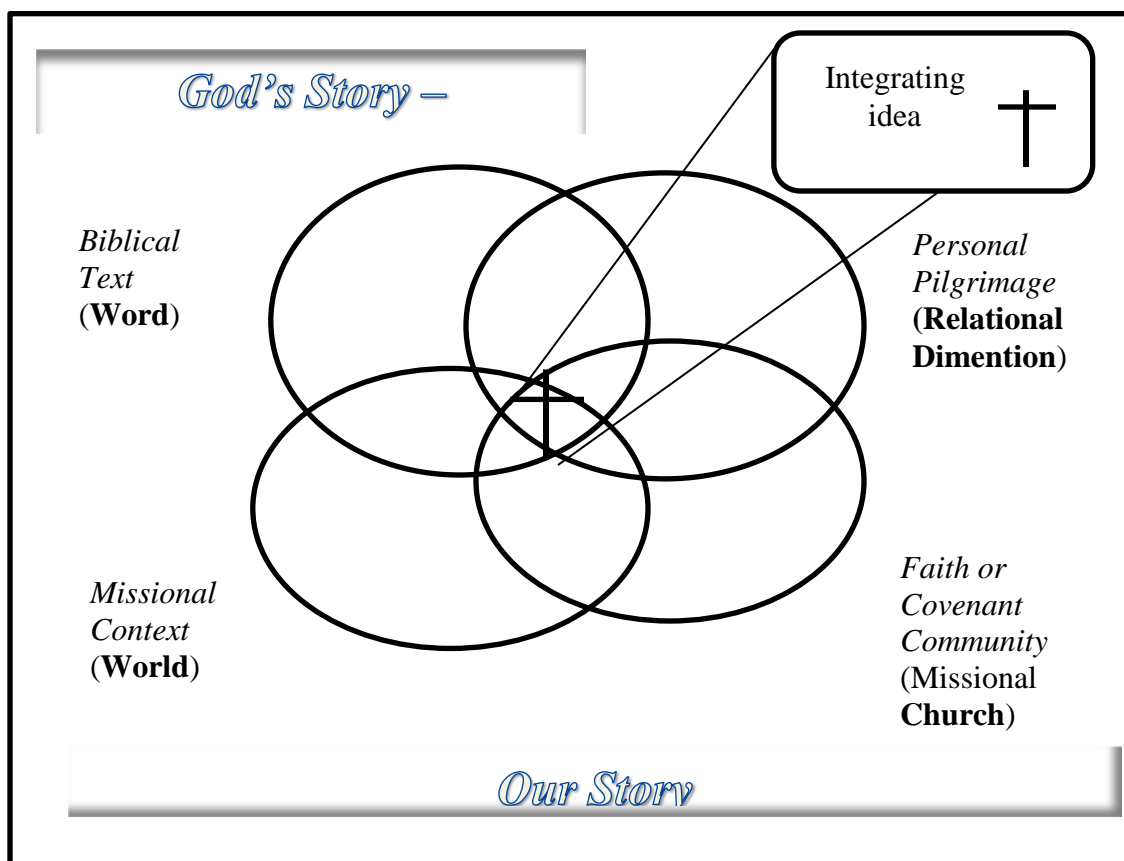 God's Story –
Integrating
idea
Biblical
Text
(Word)
Personal
Pilgrimage
(Relational
Dimention)
Missional
Context
(World)
Faith or
Covenant
Community
(Missional
Church)
Our Story